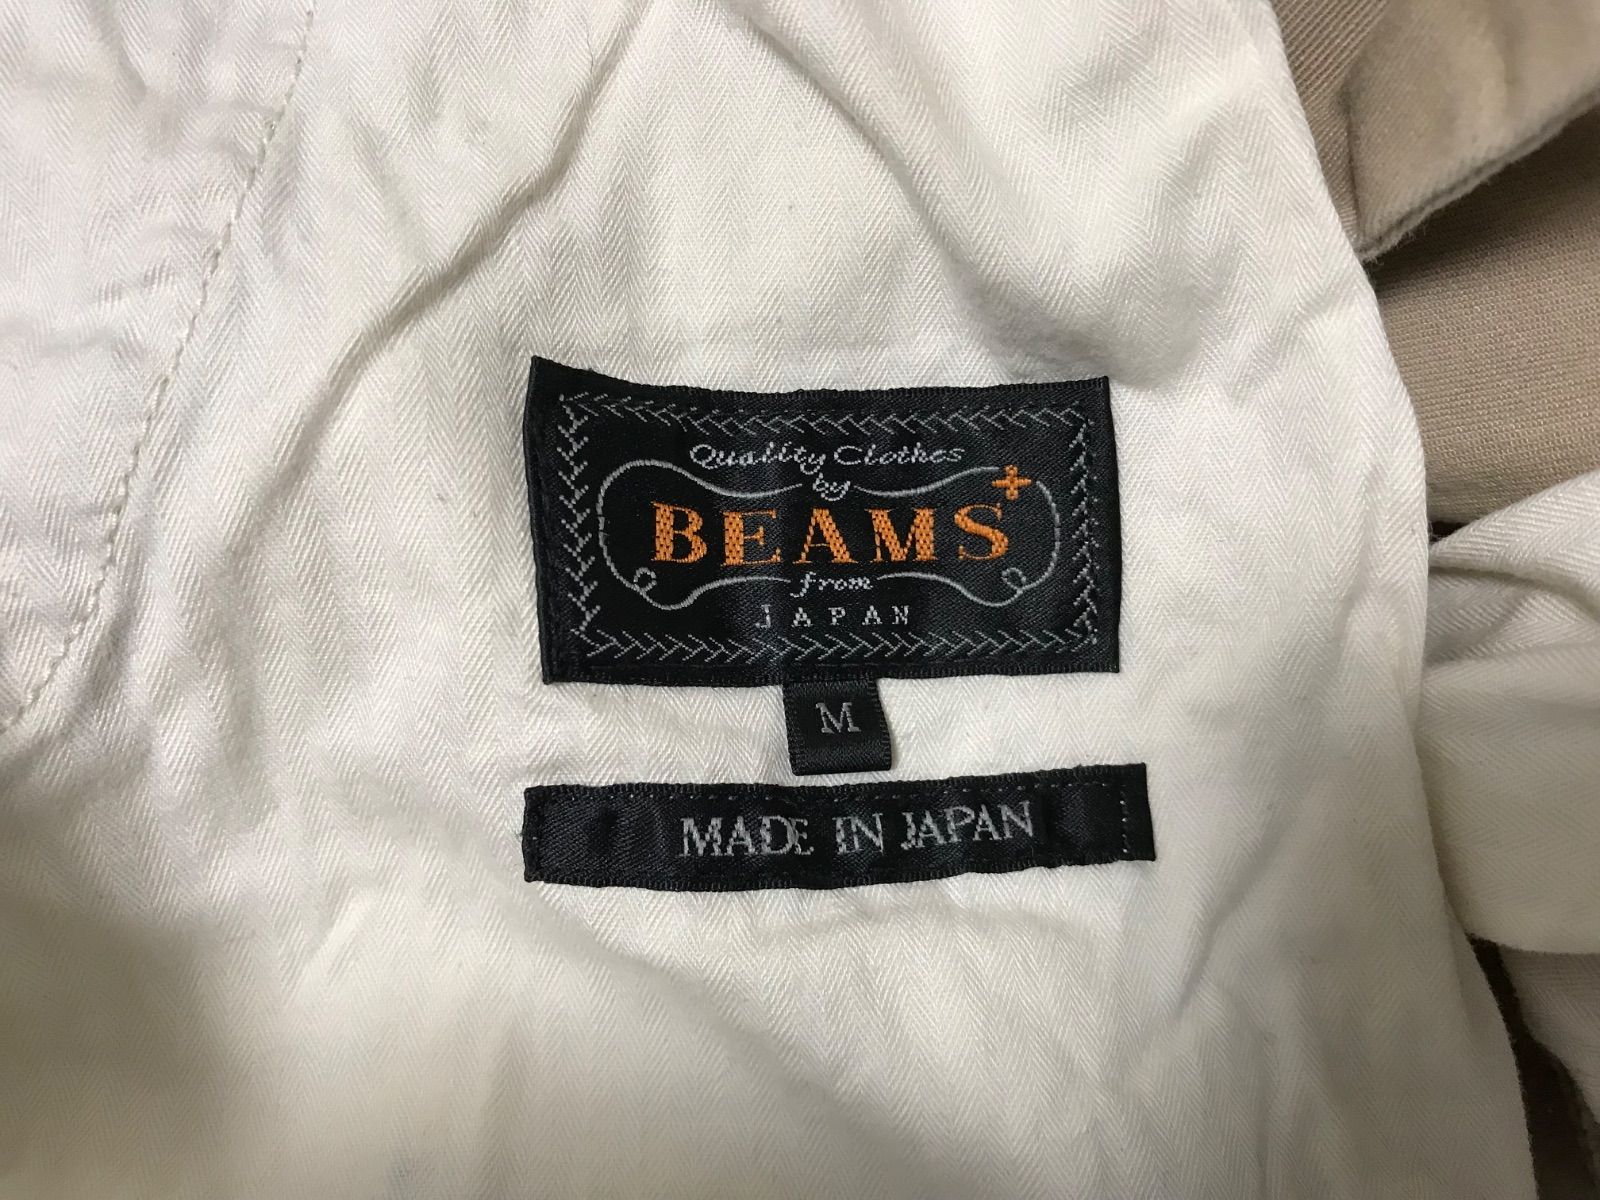 Quality Clothes
by
BEAMS+
from
JAPAN
M
MADE IN JAPAN